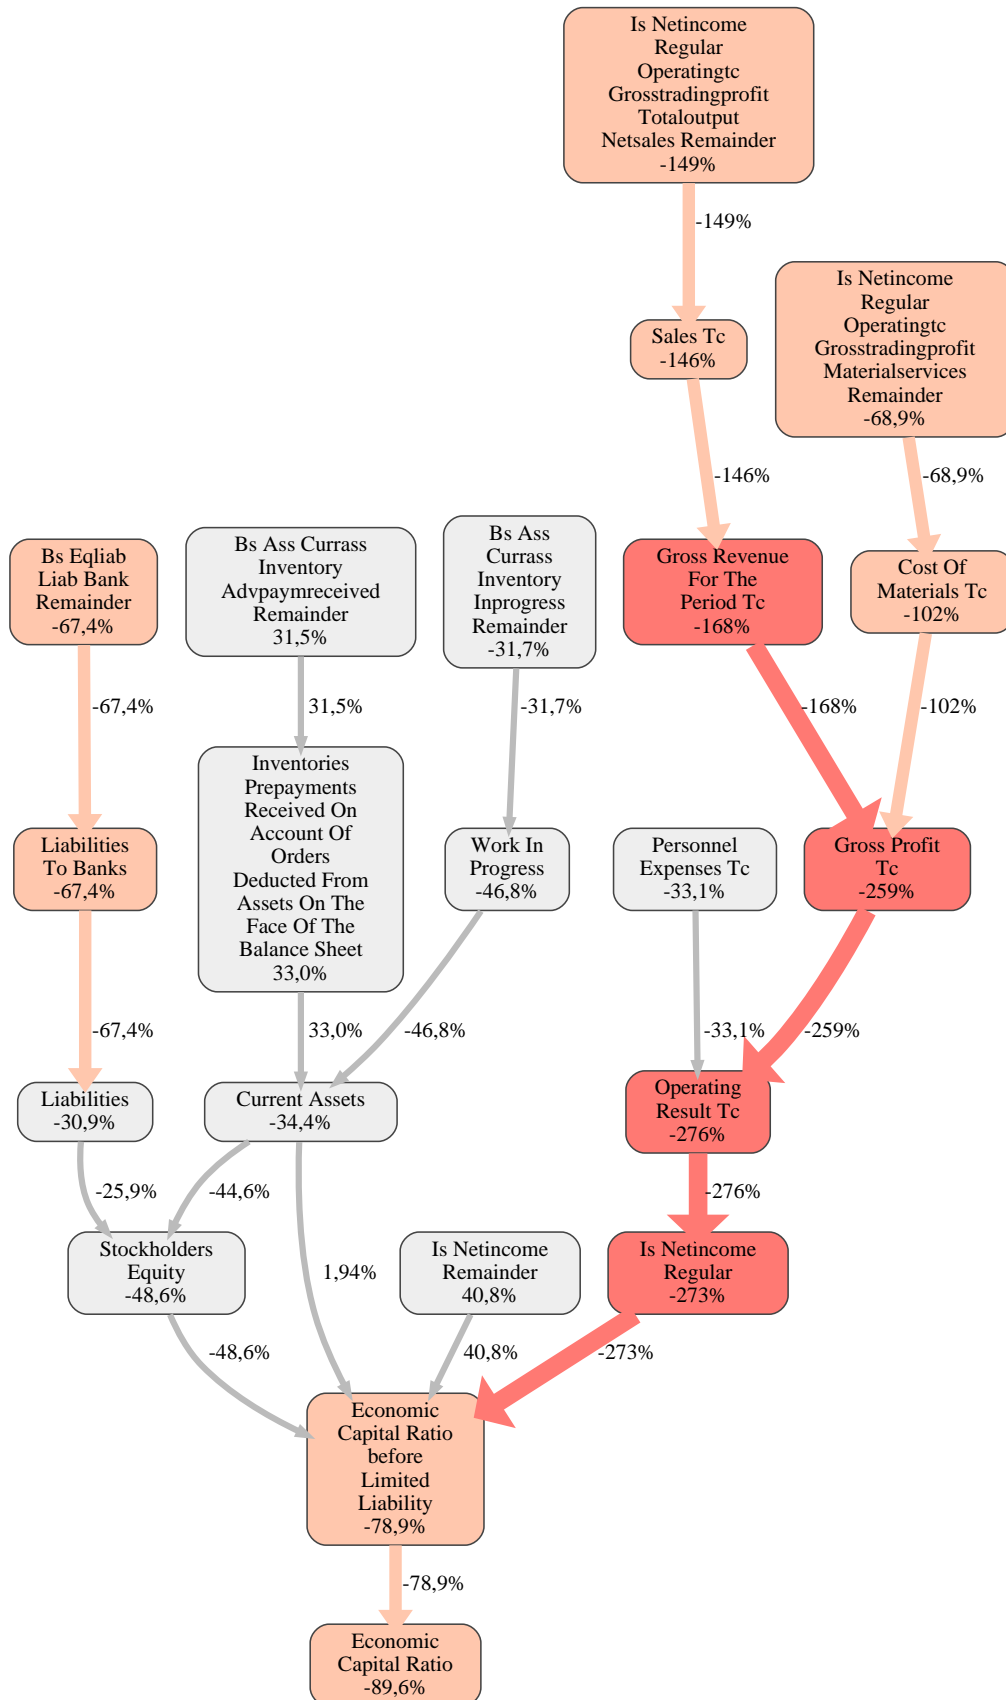 Is Netincome
Regular
Operatingtc
Grosstradingprofit
Totaloutput
Netsales Remainder
-149%
-149%
Is Netincome
Regular
Operatingtc
Grosstradingprofit
Materialservices
Remainder
-68,9%
Sales Tc
-146%
-146%
-68,9%
Bs Eqliab
Liab Bank
Remainder
-67,4%
Bs Ass Currass
Inventory
Advpaymreceived
Remainder
31,5%
Bs Ass
Currass
Inventory
Inprogress
Remainder
-31,7%
Gross Revenue
For The
Period Tc
-168%
Cost Of
Materials Tc
-102%
-67,4%
31,5%
-31,7%
-168%
-102%
Liabilities
To Banks
-67,4%
Inventories
Prepayments
Received On
Account Of
Orders
Deducted From
Assets On The
Face Of The
Balance Sheet
33,0%
Work In
Progress
-46,8%
Personnel
Expenses Tc
-33,1%
Gross Profit
Tc
-259%
-67,4%
33,0%
-46,8%
-33,1%
-259%
Liabilities
-30,9%
Current Assets
-34,4%
Operating
Result Tc
-276%
-25,9%
-44,6%
-276%
Stockholders
Equity
-48,6%
1,94%
Is Netincome
Remainder
40,8%
Is Netincome
Regular
-273%
-48,6%
40,8%
-273%
Economic
Capital Ratio
before
Limited
Liability
-78,9%
-78,9%
Economic
Capital Ratio
-89,6%